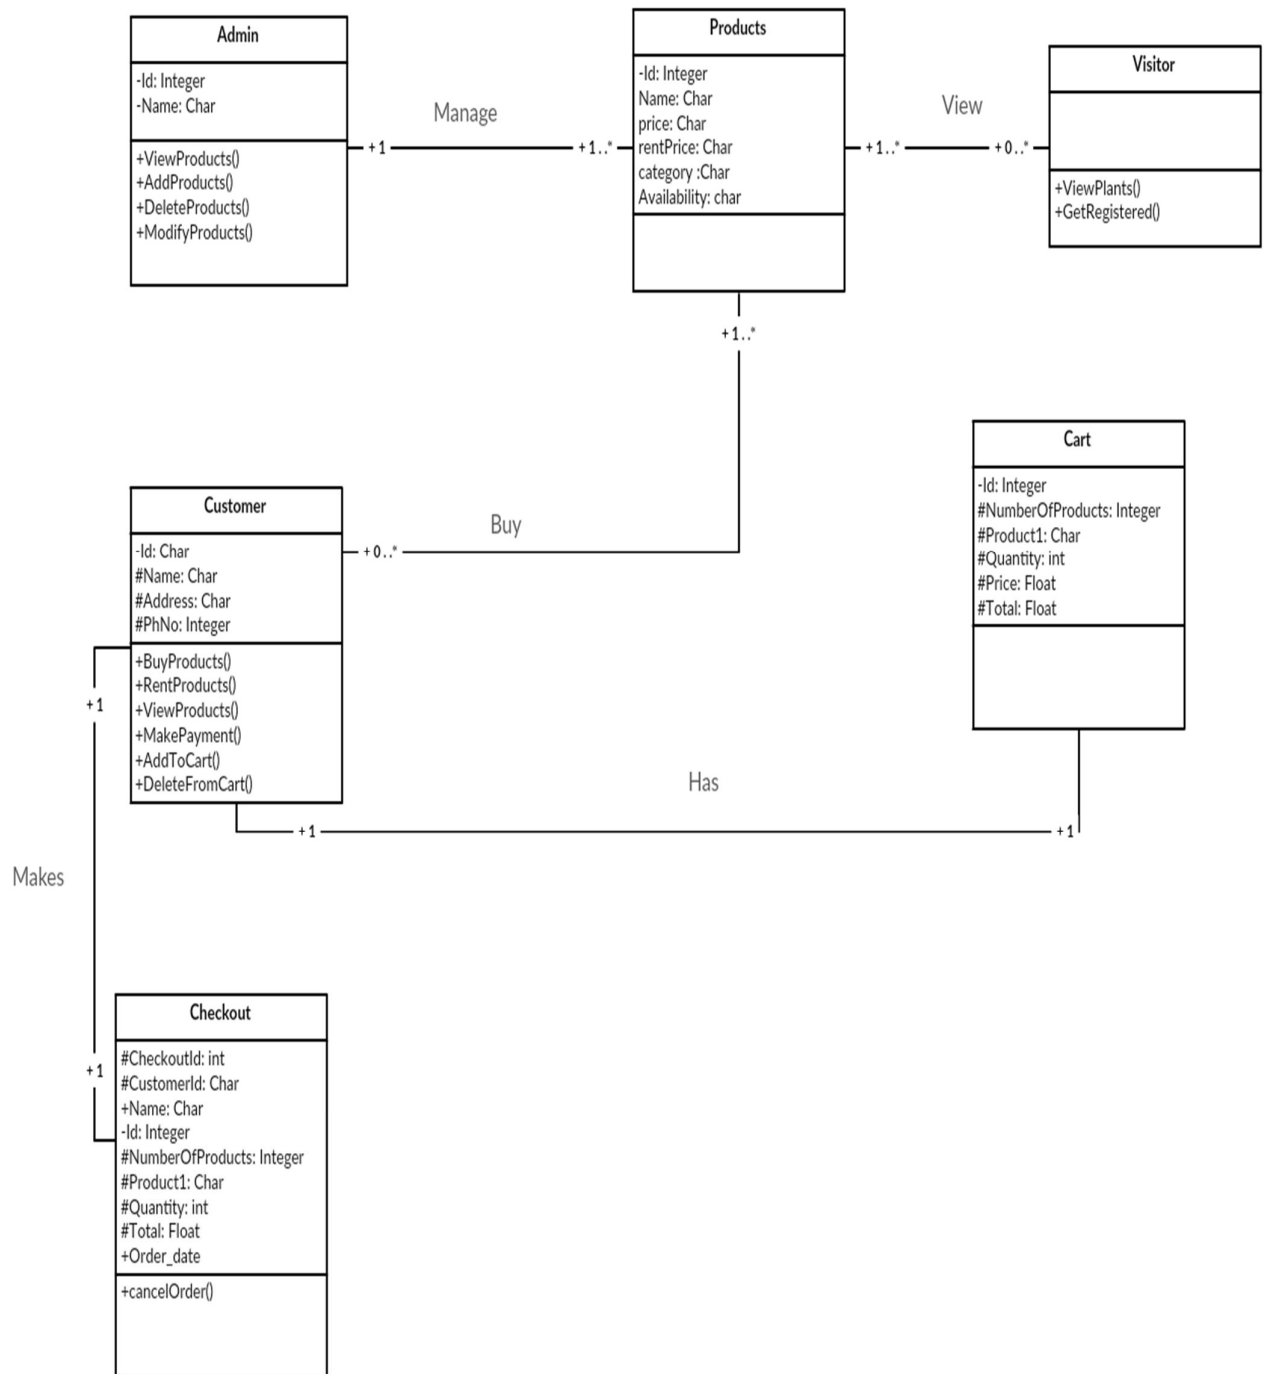 Admin
-Id: Integer
-Name: Char
+ViewProducts()
+AddProducts()
+DeleteProducts()
+ModifyProducts()
Manage
+1
+1..*
Products
-Id: Integer
Name: Char
price: Char
rentPrice: Char
category :Char
Availability: char
View
+1..*
+0..*
Visitor
+ViewPlants()
+GetRegistered()
+1..*
Buy
+0..*
Customer
-Id: Char
#Name: Char
#Address: Char
#PhNo: Integer
+BuyProducts()
+RentProducts()
+ViewProducts()
+MakePayment()
+AddToCart()
+DeleteFromCart()
Cart
-Id: Integer
#NumberOfProducts: Integer
#Product1: Char
#Quantity: int
#Price: Float
#Total: Float
Has
+1
+1
+1
Makes
+1
Checkout
#CheckoutId: int
#CustomerId: Char
+Name: Char
-Id: Integer
#NumberOfProducts: Integer
#Product1: Char
#Quantity: int
#Total: Float
+Order_date
+cancelOrder()